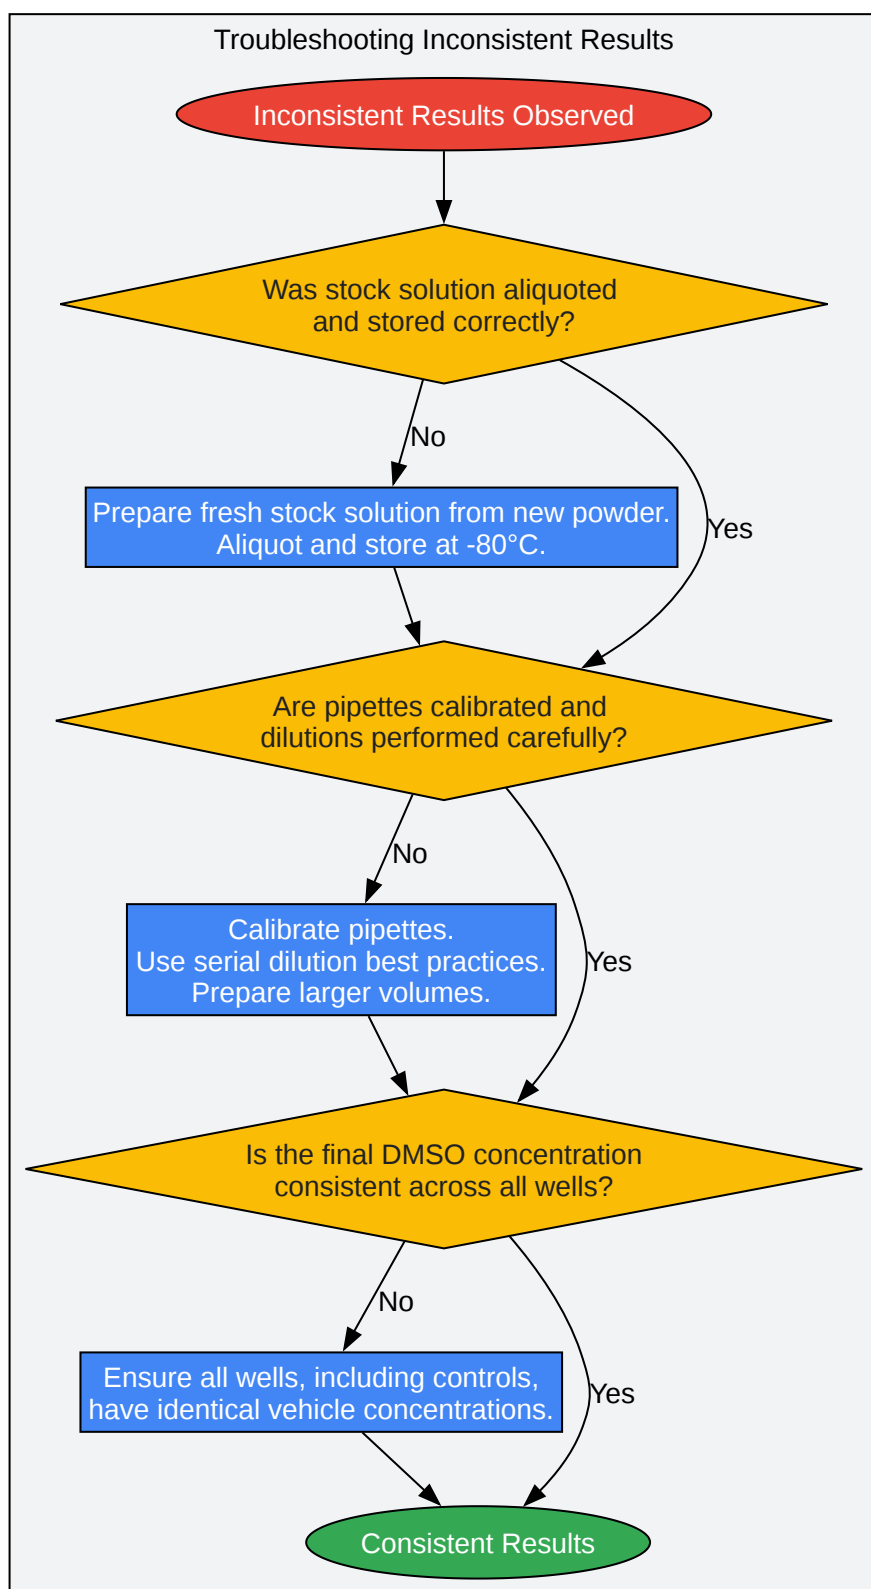 Troubleshooting Inconsistent Results
Inconsistent Results Observed
Was stock solution aliquoted
and stored correctly?
No
Prepare fresh stock solution from new powder.
Aliquot and store at -80°C.
Yes
Are pipettes calibrated and
dilutions performed carefully?
No
Calibrate pipettes.
Use serial dilution best practices.
Prepare larger volumes.
Yes
Is the final DMSO concentration
consistent across all wells?
No
Ensure all wells, including controls,
have identical vehicle concentrations.
Yes
Consistent Results